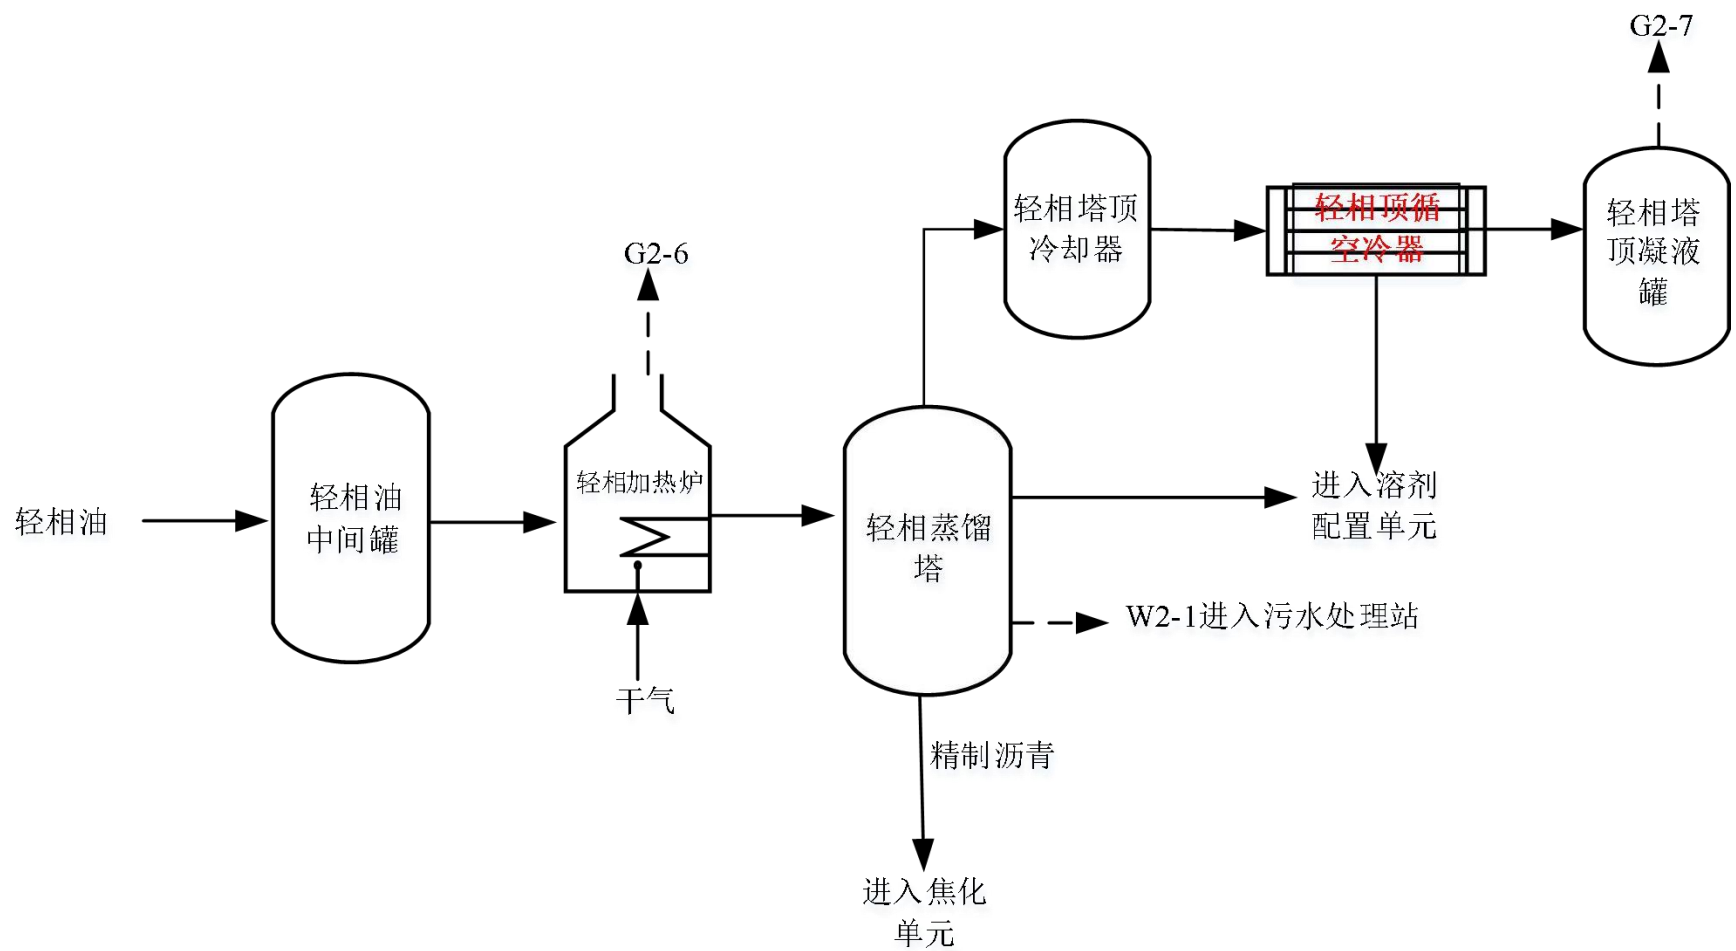 G2-7
轻相塔顶
冷却器
轻相顶循
空冷器
轻相塔
顶凝液
罐
G2-6
轻相油
轻相油
中间罐
轻相加热炉
干气
轻相蒸馏
塔
进入溶剂
配置单元
W2-1进入污水处理站
精制沥青
进入焦化
单元